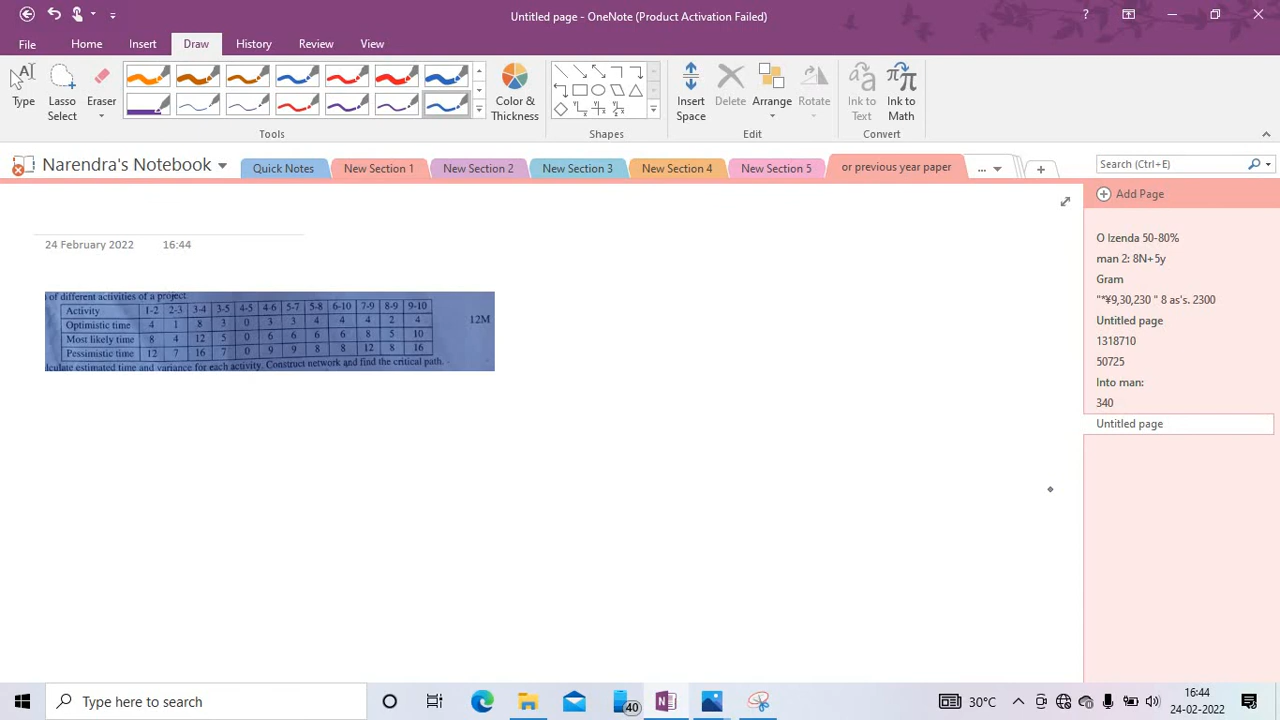 Untitled page - OneNote (Product Activation Failed)
?
File Home Insert Draw History Review View
Type
Lasso Select
Eraser
Color & Thickness
Insert Space
Delete
Arrange
Rotate
Ink to Text
Ink to Math
Tools
Shapes
Edit
Convert
Narendra's Notebook
Quick Notes
New Section 1
New Section 2
New Section 3
New Section 4
New Section 5
or previous year paper
...
Search (Ctrl+E)
Add Page
24 February 2022 16:44
of different activities of a project
Activity 1-2 2-3 3-4 3-5 4-5 4-6 5-7 5-8 6-10 7-9 8-9 9-10
Optimistic time 4 1 8 3 0 3 3 4 4 4 2 4
Most likely time 8 4 12 5 0 6 6 6 6 8 5 10
Pessimistic time 12 7 16 7 0 9 9 8 8 12 8 16
12M
lculate estimated time and variance for each activity. Construct network and find the critical path.
O Izenda 50-80%
man 2: 8N+5y
Gram
"*¥9,30,230 " 8 as's. 2300
Untitled page
1318710
50725
Into man:
340
Untitled page
Type here to search
40
30°C
16:44
24-02-2022